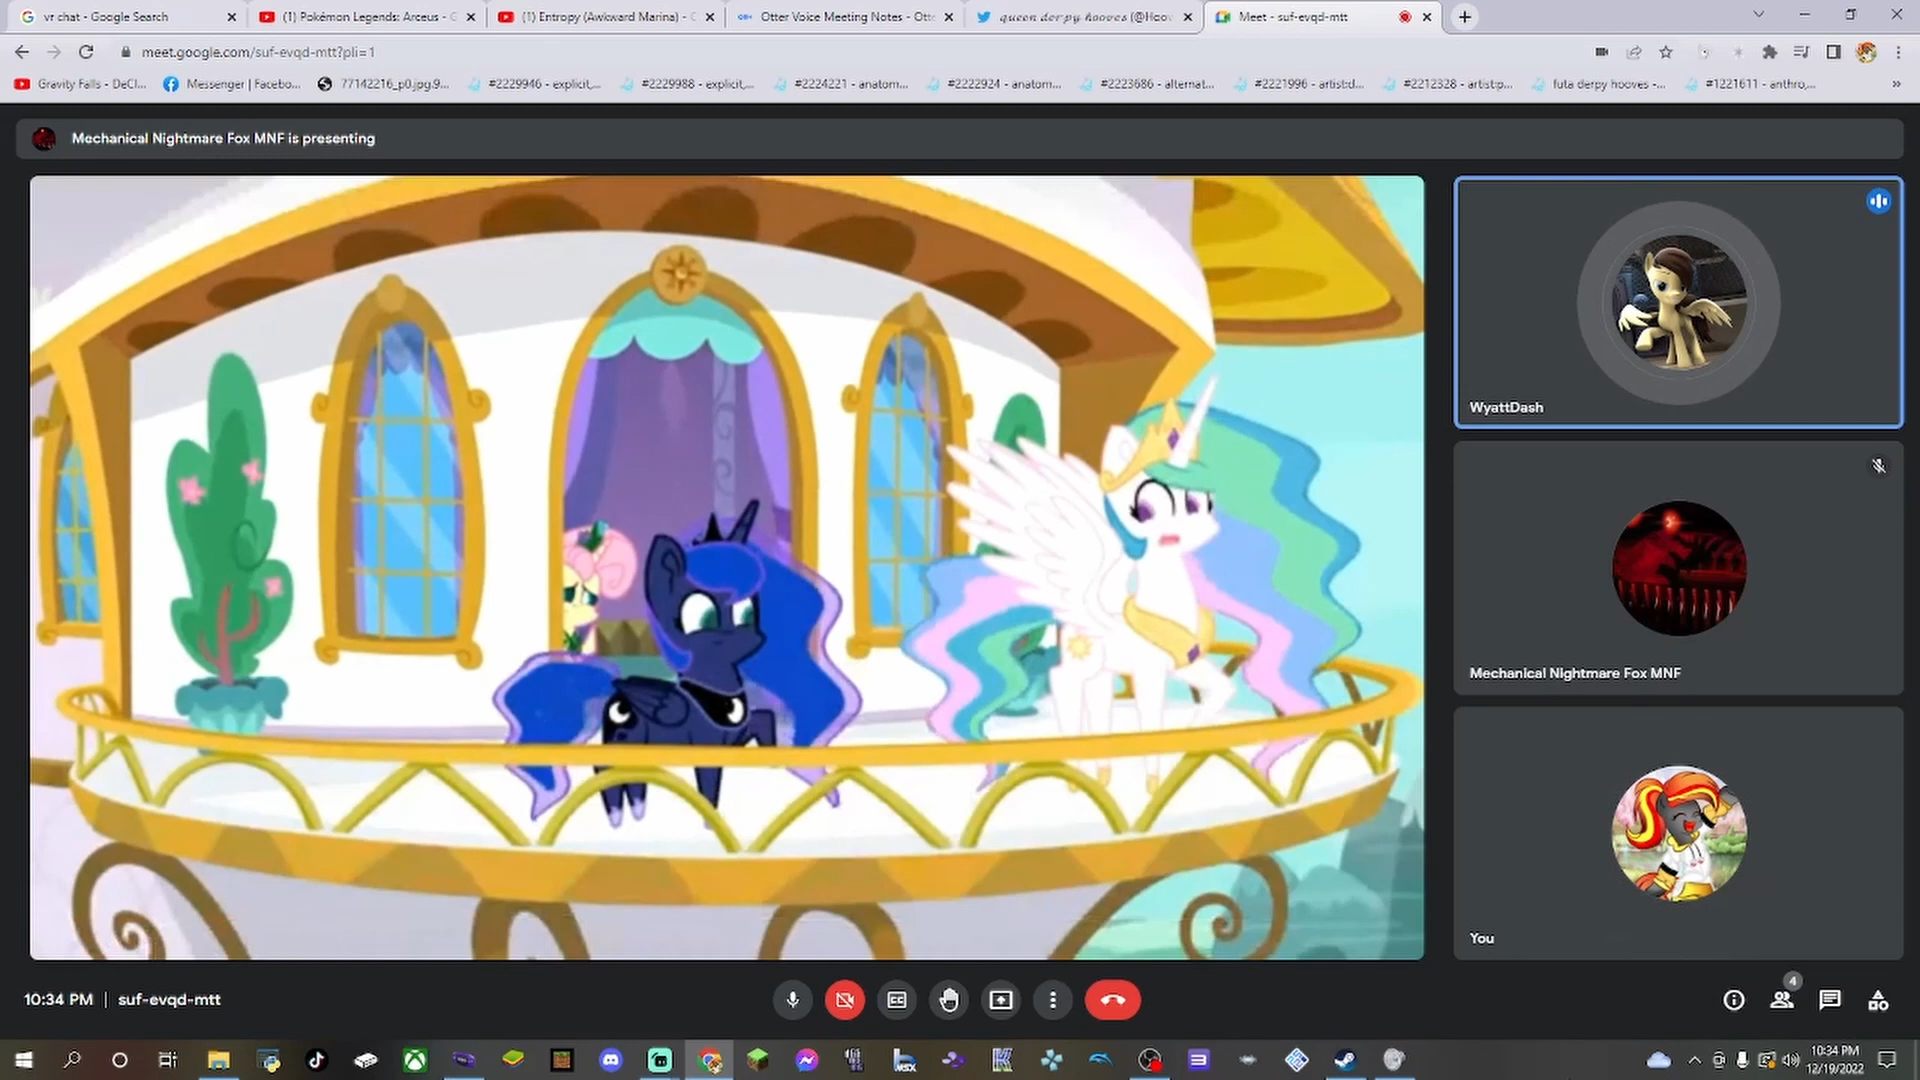 vr chat - Google Search
(1) Pokémon Legends: Arceus - G
(1) Entropy (Awkward Marina) - C
Otter Voice Meeting Notes - Otte
queen derpy hooves (@Hoov
Meet - suf-evqd-mtt
meet.google.com/suf-evqd-mtt?pli=1
Gravity Falls - DeCl...
Messenger | Facebo...
77142216_p0.jpg.9...
#2229946 - explicit,...
#2229988 - explicit,...
#2224221 - anatom...
#2222924 - anatom...
#2223686 - alternat...
#2221996 - artist:d...
#2212328 - artist:p...
futa derpy hooves -...
#1221611 - anthro,...
Mechanical Nightmare Fox MNF is presenting
WyattDash
Mechanical Nightmare Fox MNF
You
10:34 PM | suf-evqd-mtt
4
10:34 PM
12/19/2022